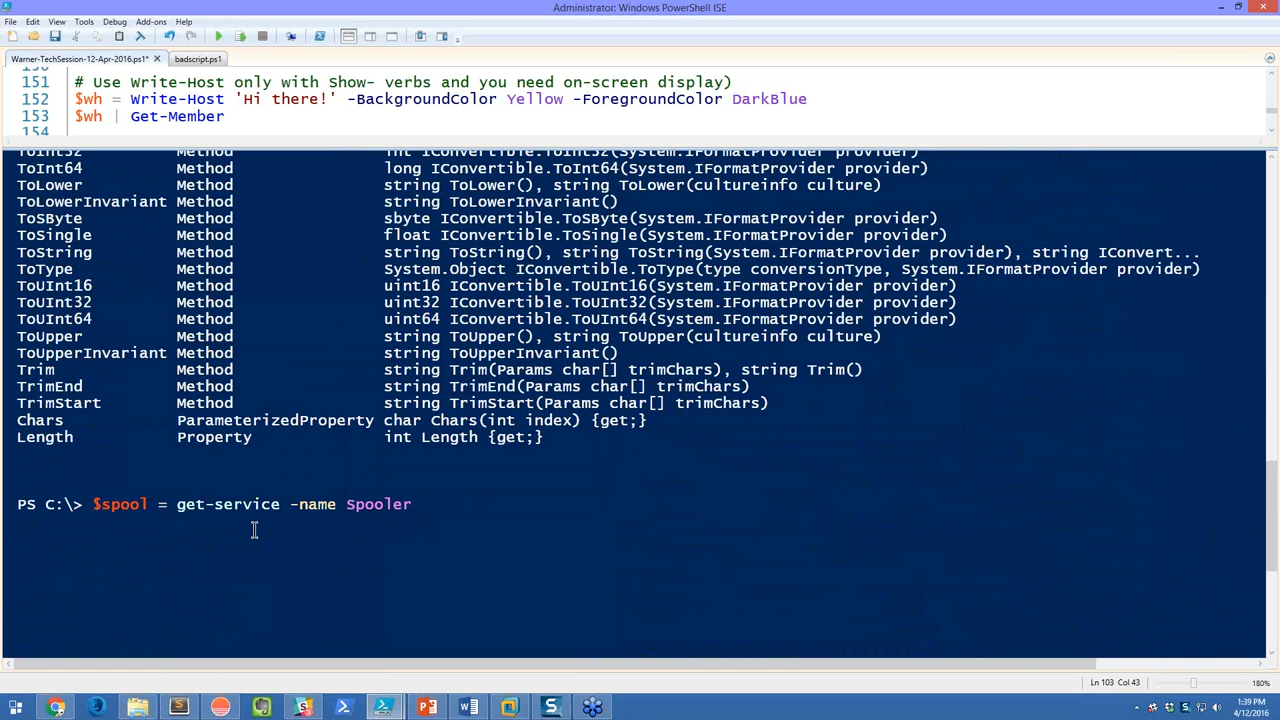 Administrator: Windows PowerShell ISE
File Edit View Tools Debug Add-ons Help
Warner-TechSession-12-Apr-2016.ps1* badscript.ps1
151 # Use Write-Host only with Show- verbs and you need on-screen display)
152 $wh = Write-Host 'Hi there!' -BackgroundColor Yellow -ForegroundColor DarkBlue
153 $wh | Get-Member
154
ToInt32 Method int IConvertible.ToInt32(System.IFormatProvider provider)
ToInt64 Method long IConvertible.ToInt64(System.IFormatProvider provider)
ToLower Method string ToLower(), string ToLower(cultureinfo culture)
ToLowerInvariant Method string ToLowerInvariant()
ToSByte Method sbyte IConvertible.ToSByte(System.IFormatProvider provider)
ToSingle Method float IConvertible.ToSingle(System.IFormatProvider provider)
ToString Method string ToString(), string ToString(System.IFormatProvider provider), string IConvert...
ToType Method System.Object IConvertible.ToType(type conversionType, System.IFormatProvider provider)
ToUInt16 Method uint16 IConvertible.ToUInt16(System.IFormatProvider provider)
ToUInt32 Method uint32 IConvertible.ToUInt32(System.IFormatProvider provider)
ToUInt64 Method uint64 IConvertible.ToUInt64(System.IFormatProvider provider)
ToUpper Method string ToUpper(), string ToUpper(cultureinfo culture)
ToUpperInvariant Method string ToUpperInvariant()
Trim Method string Trim(Params char[] trimChars), string Trim()
TrimEnd Method string TrimEnd(Params char[] trimChars)
TrimStart Method string TrimStart(Params char[] trimChars)
Chars ParameterizedProperty char Chars(int index) {get;}
Length Property int Length {get;}
PS C:\> $spool = get-service -name Spooler
Ln 103 Col 43 180%
1:39 PM
4/12/2016